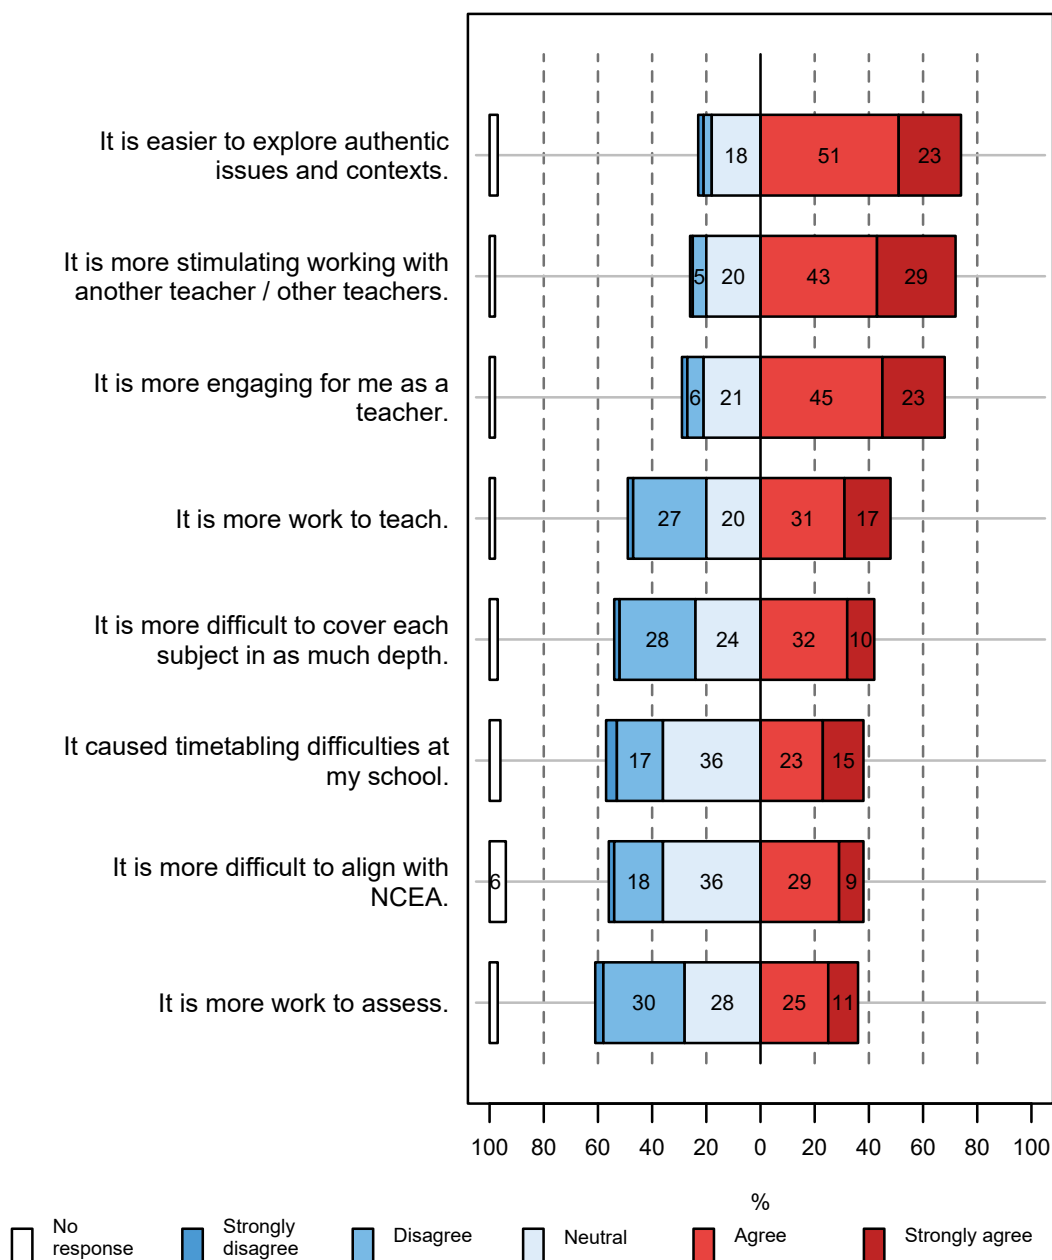 It is easier to explore authentic
issues and contexts.
18 51 23
It is more stimulating working with
another teacher / other teachers.
5 20 43 29
It is more engaging for me as a
teacher.
6 21 45 23
It is more work to teach.
27 20 31 17
It is more difficult to cover each
subject in as much depth.
28 24 32 10
It caused timetabling difficulties at
my school.
17 36 23 15
It is more difficult to align with
NCEA.
6 18 36 29 9
It is more work to assess.
30 28 25 11
100 80 60 40 20 0 20 40 60 80 100
%
No
response
Strongly
disagree
Disagree
Neutral
Agree
Strongly agree